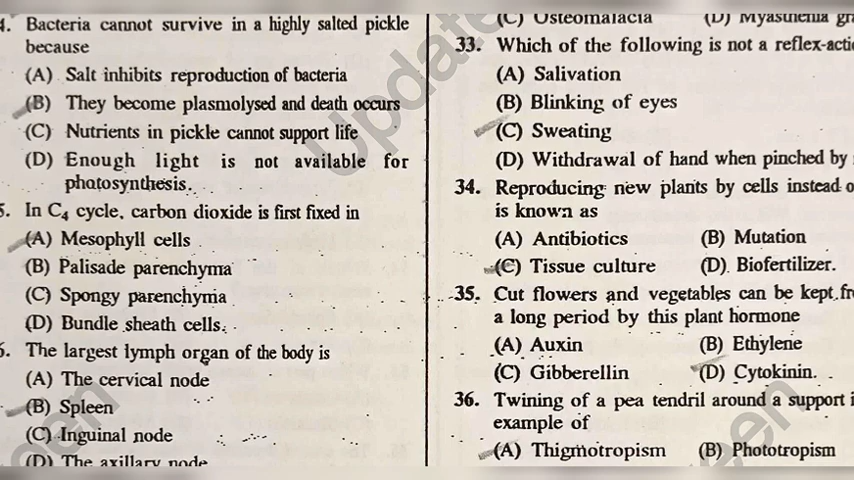 4. Bacteria cannot survive in a highly salted pickle
because
(A) Salt inhibits reproduction of bacteria
(B) They become plasmolysed and death occurs
(C) Nutrients in pickle cannot support life
(D) Enough light is not available for
photosynthesis.
5. In C₄ cycle, carbon dioxide is first fixed in
(A) Mesophyll cells
(B) Palisade parenchyma
(C) Spongy parenchyma
(D) Bundle sheath cells.
6. The largest lymph organ of the body is
(A) The cervical node
(B) Spleen
(C) Inguinal node
(D) The axillary node
(C) Osteomalacia (D) Myasthenia gra
33. Which of the following is not a reflex-actio
(A) Salivation
(B) Blinking of eyes
(C) Sweating
(D) Withdrawal of hand when pinched by
34. Reproducing new plants by cells instead o
is known as
(A) Antibiotics (B) Mutation
(C) Tissue culture (D) Biofertilizer.
35. Cut flowers and vegetables can be kept fre
a long period by this plant hormone
(A) Auxin (B) Ethylene
(C) Gibberellin (D) Cytokinin.
36. Twining of a pea tendril around a support i
example of
(A) Thigmotropism (B) Phototropism